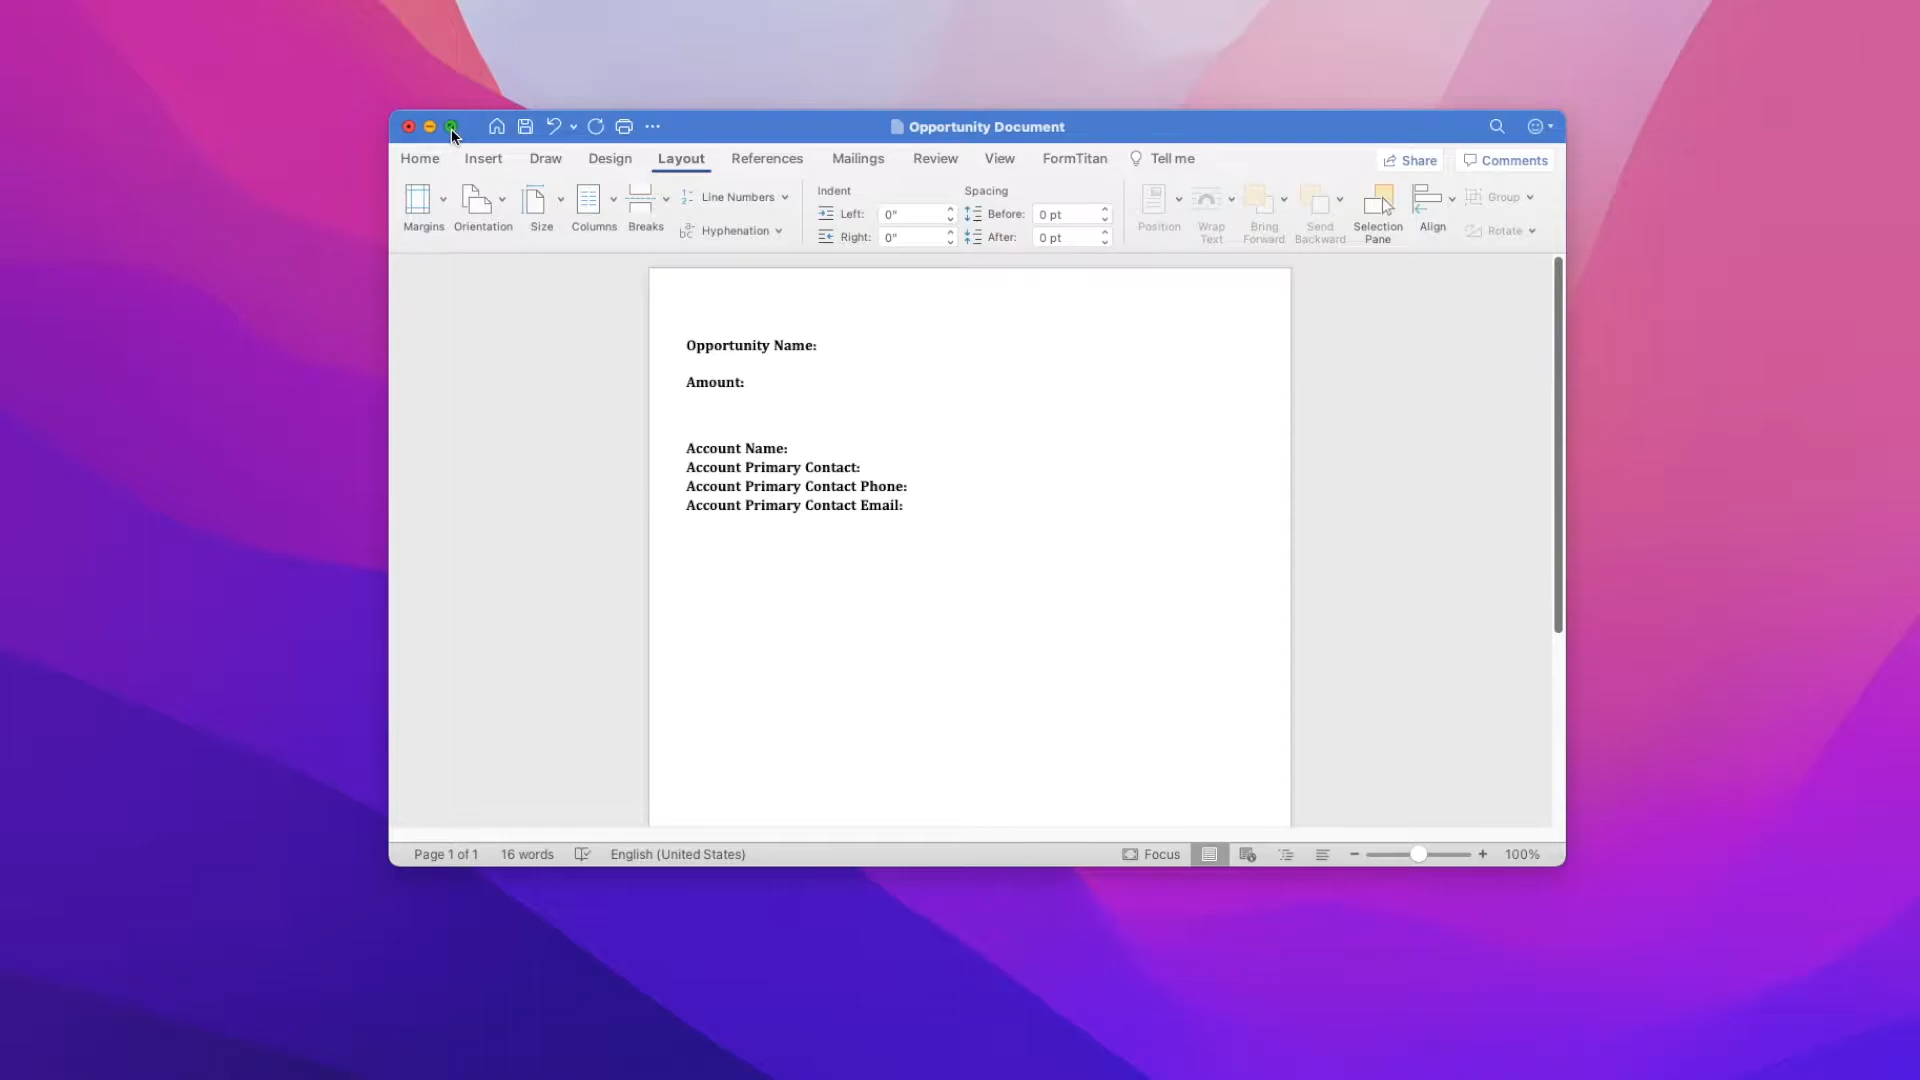 Opportunity Document
Home Insert Draw Design Layout References Mailings Review View FormTitan Tell me Share Comments
Margins Orientation Size Columns Breaks
Line Numbers
Hyphenation
Indent Spacing
Left: 0" Before: 0 pt
Right: 0" After: 0 pt
Position Wrap Text Bring Forward Send Backward Selection Pane Align
Group
Rotate
Opportunity Name:
Amount:
Account Name:
Account Primary Contact:
Account Primary Contact Phone:
Account Primary Contact Email:
Page 1 of 1 16 words English (United States) Focus 100%